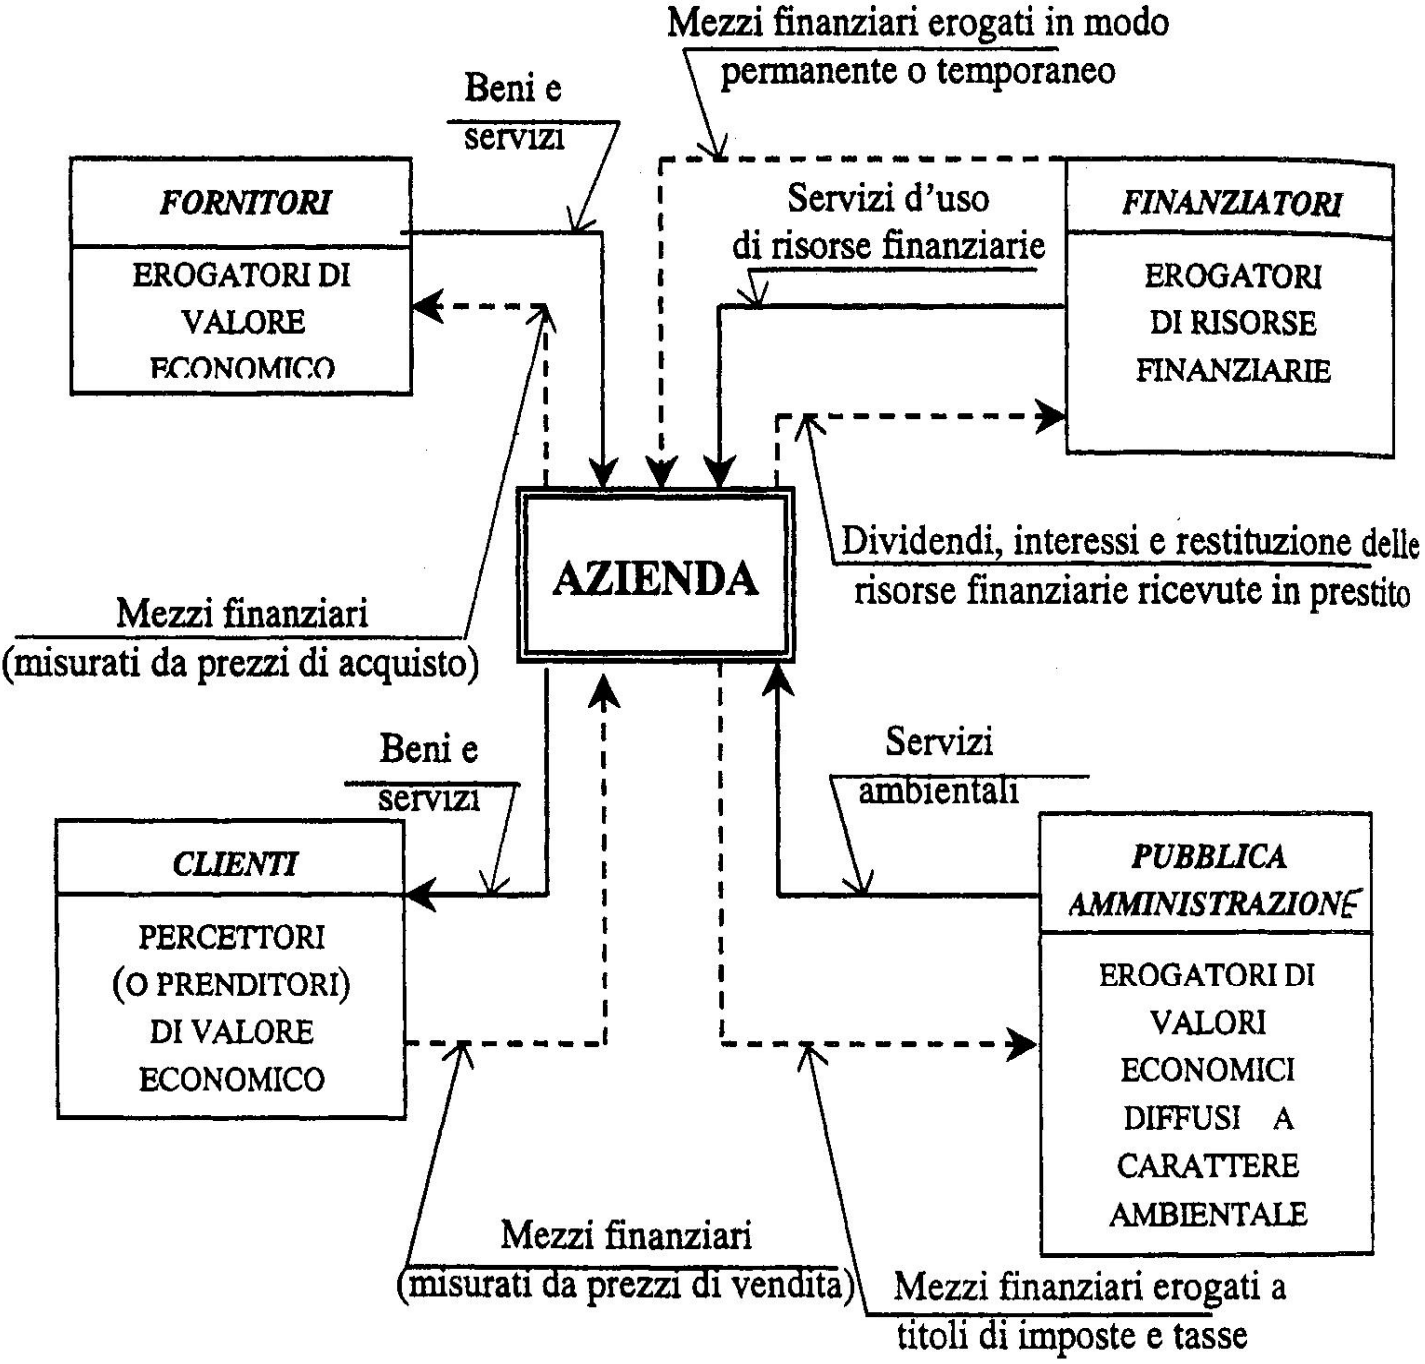 Mezzi finanziari erogati in modo
permanente o temporaneo
Beni e
servizi
FORNITORI
EROGATORI DI
VALORE
ECONOMICO
Servizi d'uso
di risorse finanziarie
FINANZIATORI
EROGATORI
DI RISORSE
FINANZIARIE
AZIENDA
Dividendi, interessi e restituzione delle
risorse finanziarie ricevute in prestito
Mezzi finanziari
(misurati da prezzi di acquisto)
Beni e
servizi
Servizi
ambientali
CLIENTI
PERCETTORI
(O PRENDITORI)
DI VALORE
ECONOMICO
PUBBLICA
AMMINISTRAZIONE
EROGATORI DI
VALORI
ECONOMICI
DIFFUSI A
CARATTERE
AMBIENTALE
Mezzi finanziari
(misurati da prezzi di vendita)
Mezzi finanziari erogati a
titoli di imposte e tasse